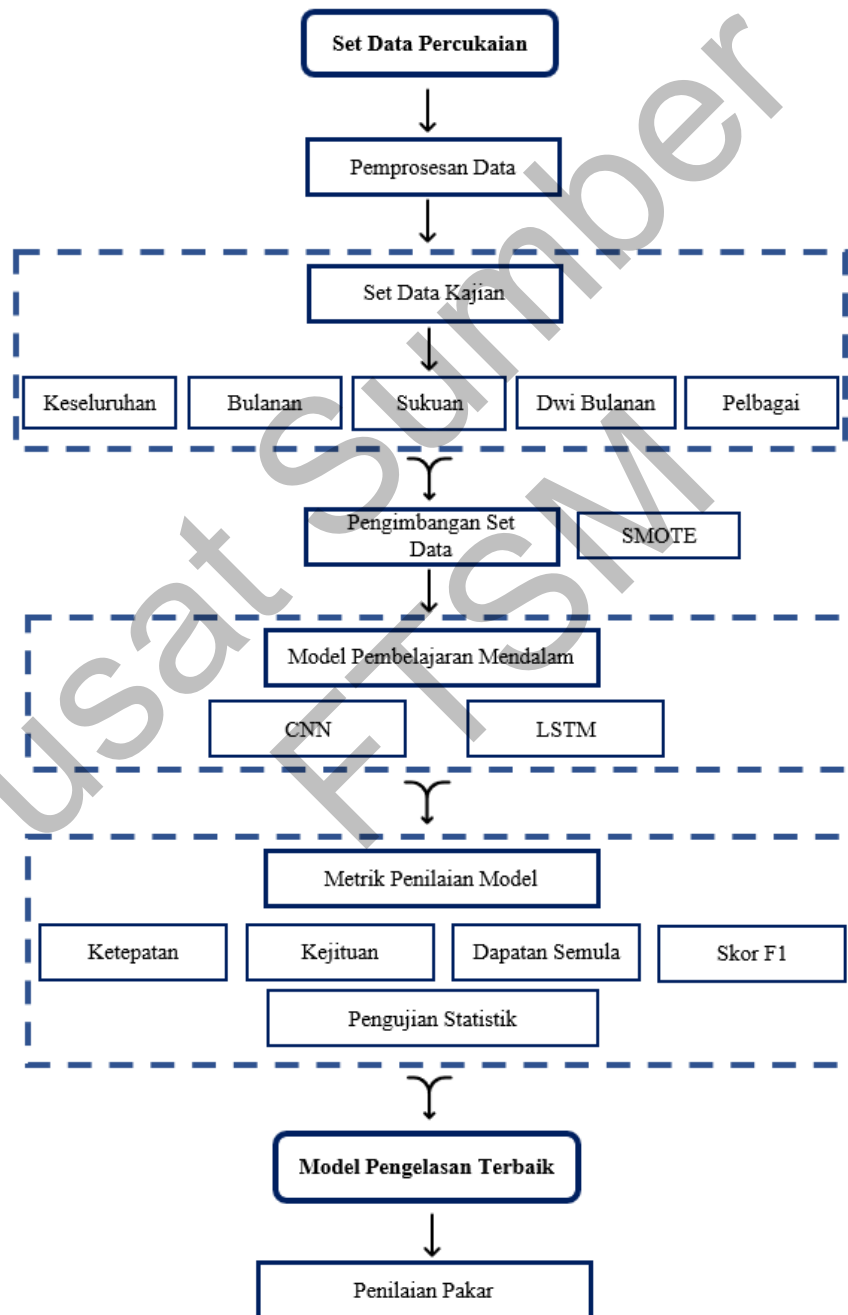 Set Data Percukaian
Pemprosesan Data
Set Data Kajian
Keseluruhan
Bulanan
Sukuan
Dwi Bulanan
Pelbagai
Pengimbangan Set
Data
SMOTE
Model Pembelajaran Mendalam
CNN
LSTM
Metrik Penilaian Model
Ketepatan
Kejituan
Dapatan Semula
Skor F1
Pengujian Statistik
Model Pengelasan Terbaik
Penilaian Pakar
usat Sumber
FTSM